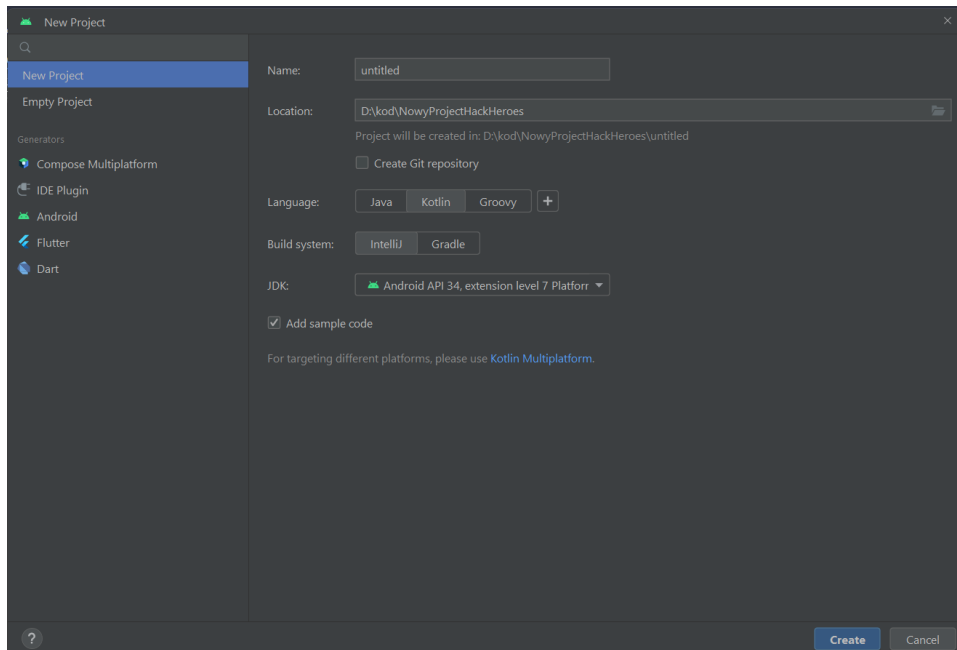 New Project
New Project
Empty Project
Generators
Compose Multiplatform
IDE Plugin
Android
Flutter
Dart
Name: untitled
Location: D:\kod\NowyProjectHackHeroes
Project will be created in: D:\kod\NowyProjectHackHeroes\untitled
Create Git repository
Language: Java Kotlin Groovy +
Build system: IntelliJ Gradle
JDK: Android API 34, extension level 7 Platforr
Add sample code
For targeting different platforms, please use Kotlin Multiplatform.
? Create Cancel